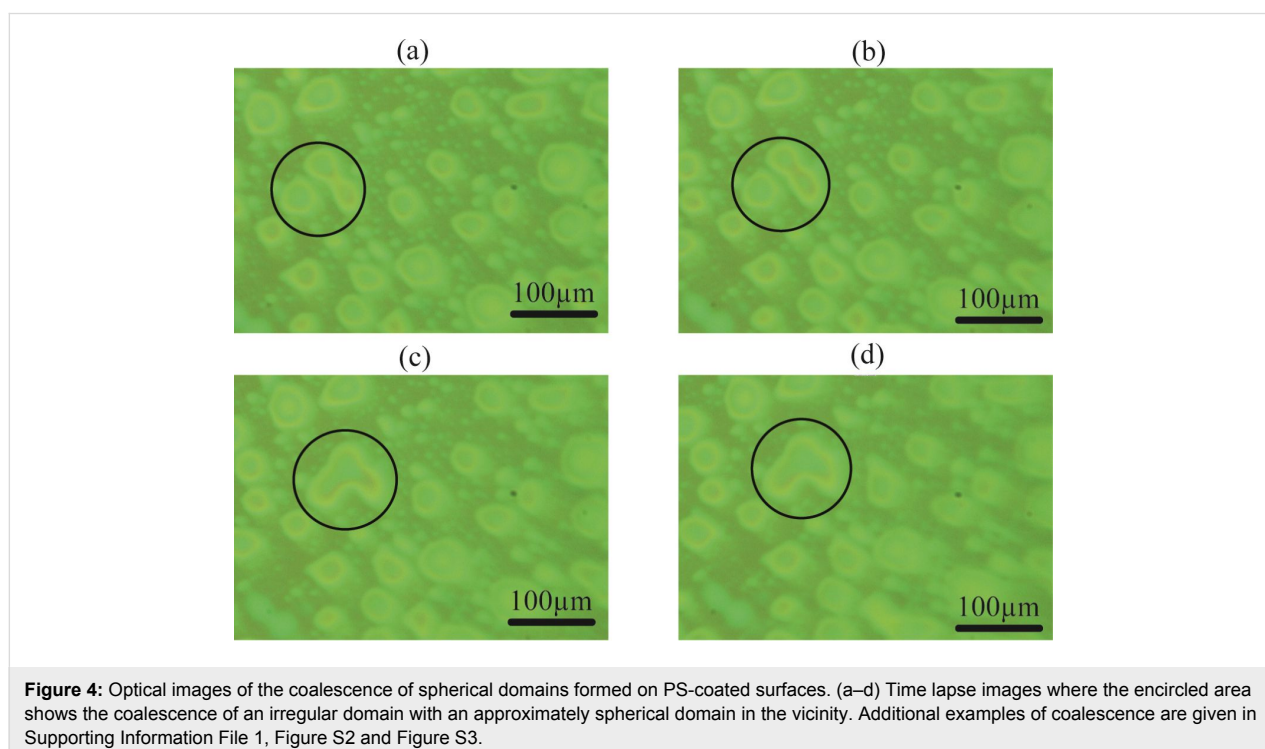 (a)
(b)
100µm
100µm
(c)
(d)
100µm
100µm
Figure 4: Optical images of the coalescence of spherical domains formed on PS-coated surfaces. (a–d) Time lapse images where the encircled area
shows the coalescence of an irregular domain with an approximately spherical domain in the vicinity. Additional examples of coalescence are given in
Supporting Information File 1, Figure S2 and Figure S3.